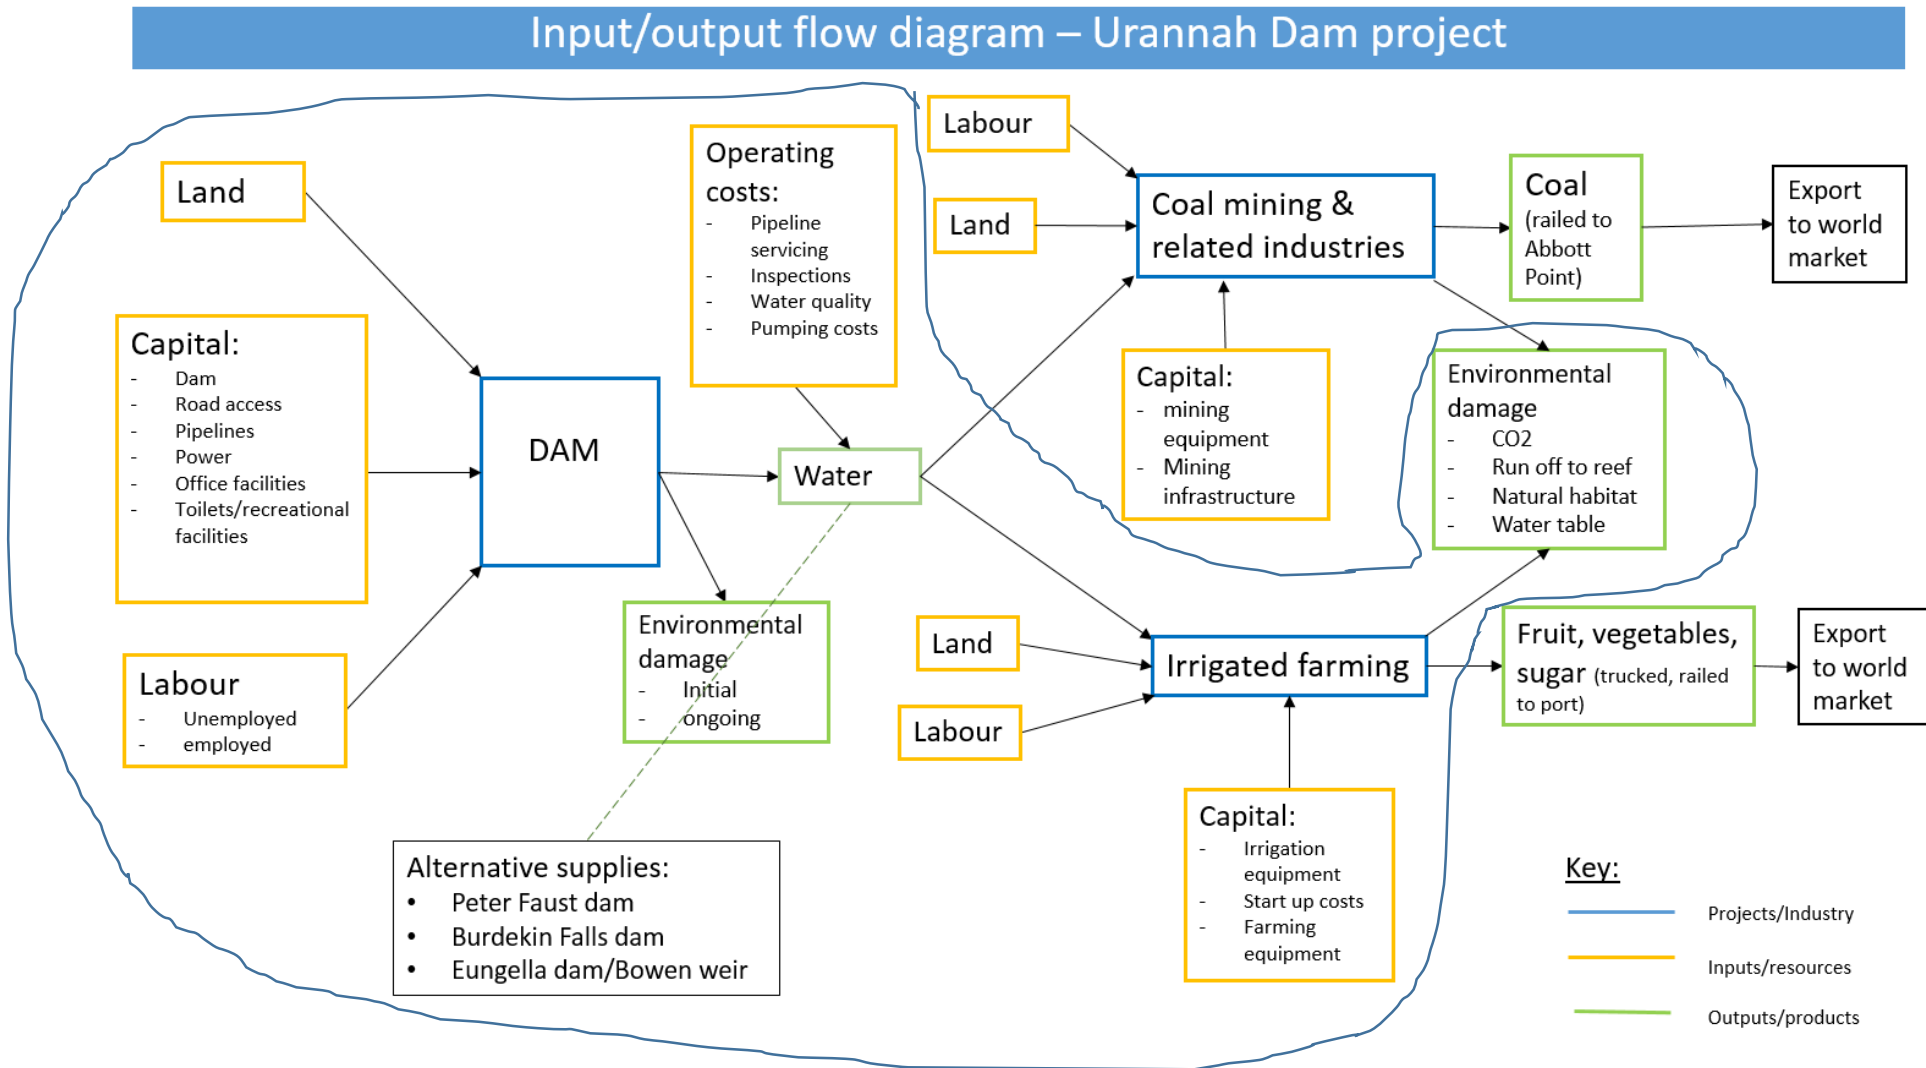 Input/output flow diagram – Urannah Dam project
Land
Capital:
- Dam
- Road access
- Pipelines
- Power
- Office facilities
- Toilets/recreational
facilities
Labour
- Unemployed
- employed
DAM
Operating
costs:
- Pipeline
servicing
- Inspections
- Water quality
- Pumping costs
Water
Environmental
damage
- Initial
- ongoing
Alternative supplies:
• Peter Faust dam
• Burdekin Falls dam
• Eungella dam/Bowen weir
Labour
Land
Coal mining &
related industries
Capital:
- mining
equipment
- Mining
infrastructure
Coal
(railed to
Abbott
Point)
Export
to world
market
Environmental
damage
- CO2
- Run off to reef
- Natural habitat
- Water table
Land
Labour
Irrigated farming
Capital:
- Irrigation
equipment
- Start up costs
- Farming
equipment
Fruit, vegetables,
sugar (trucked, railed
to port)
Export
to world
market
Key:
Projects/Industry
Inputs/resources
Outputs/products